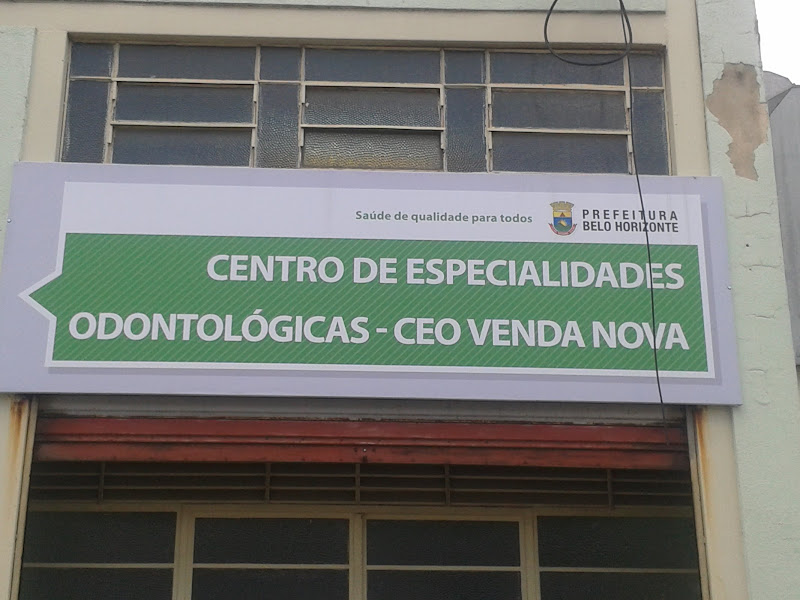 Saúde de qualidade para todos
PREFEITURA
BELO HORIZONTE
CENTRO DE ESPECIALIDADES
ODONTOLÓGICAS - CEO VENDA NOVA